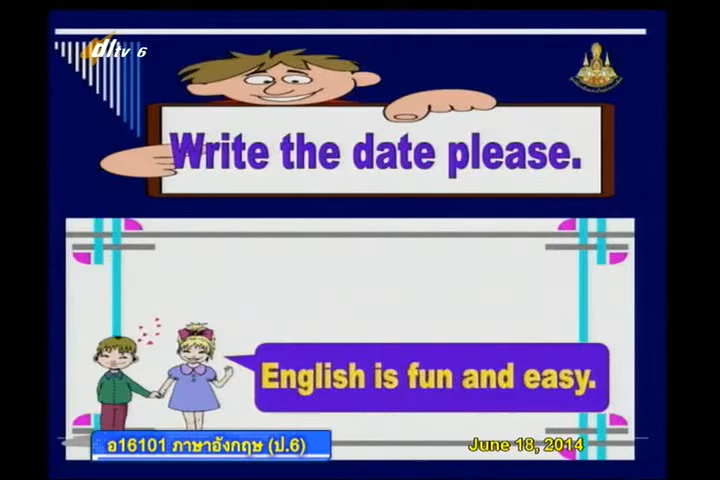 dltv 6
Write the date please.
English is fun and easy.
อ16101 ภาษาอังกฤษ (ป.6)
June 18, 2014